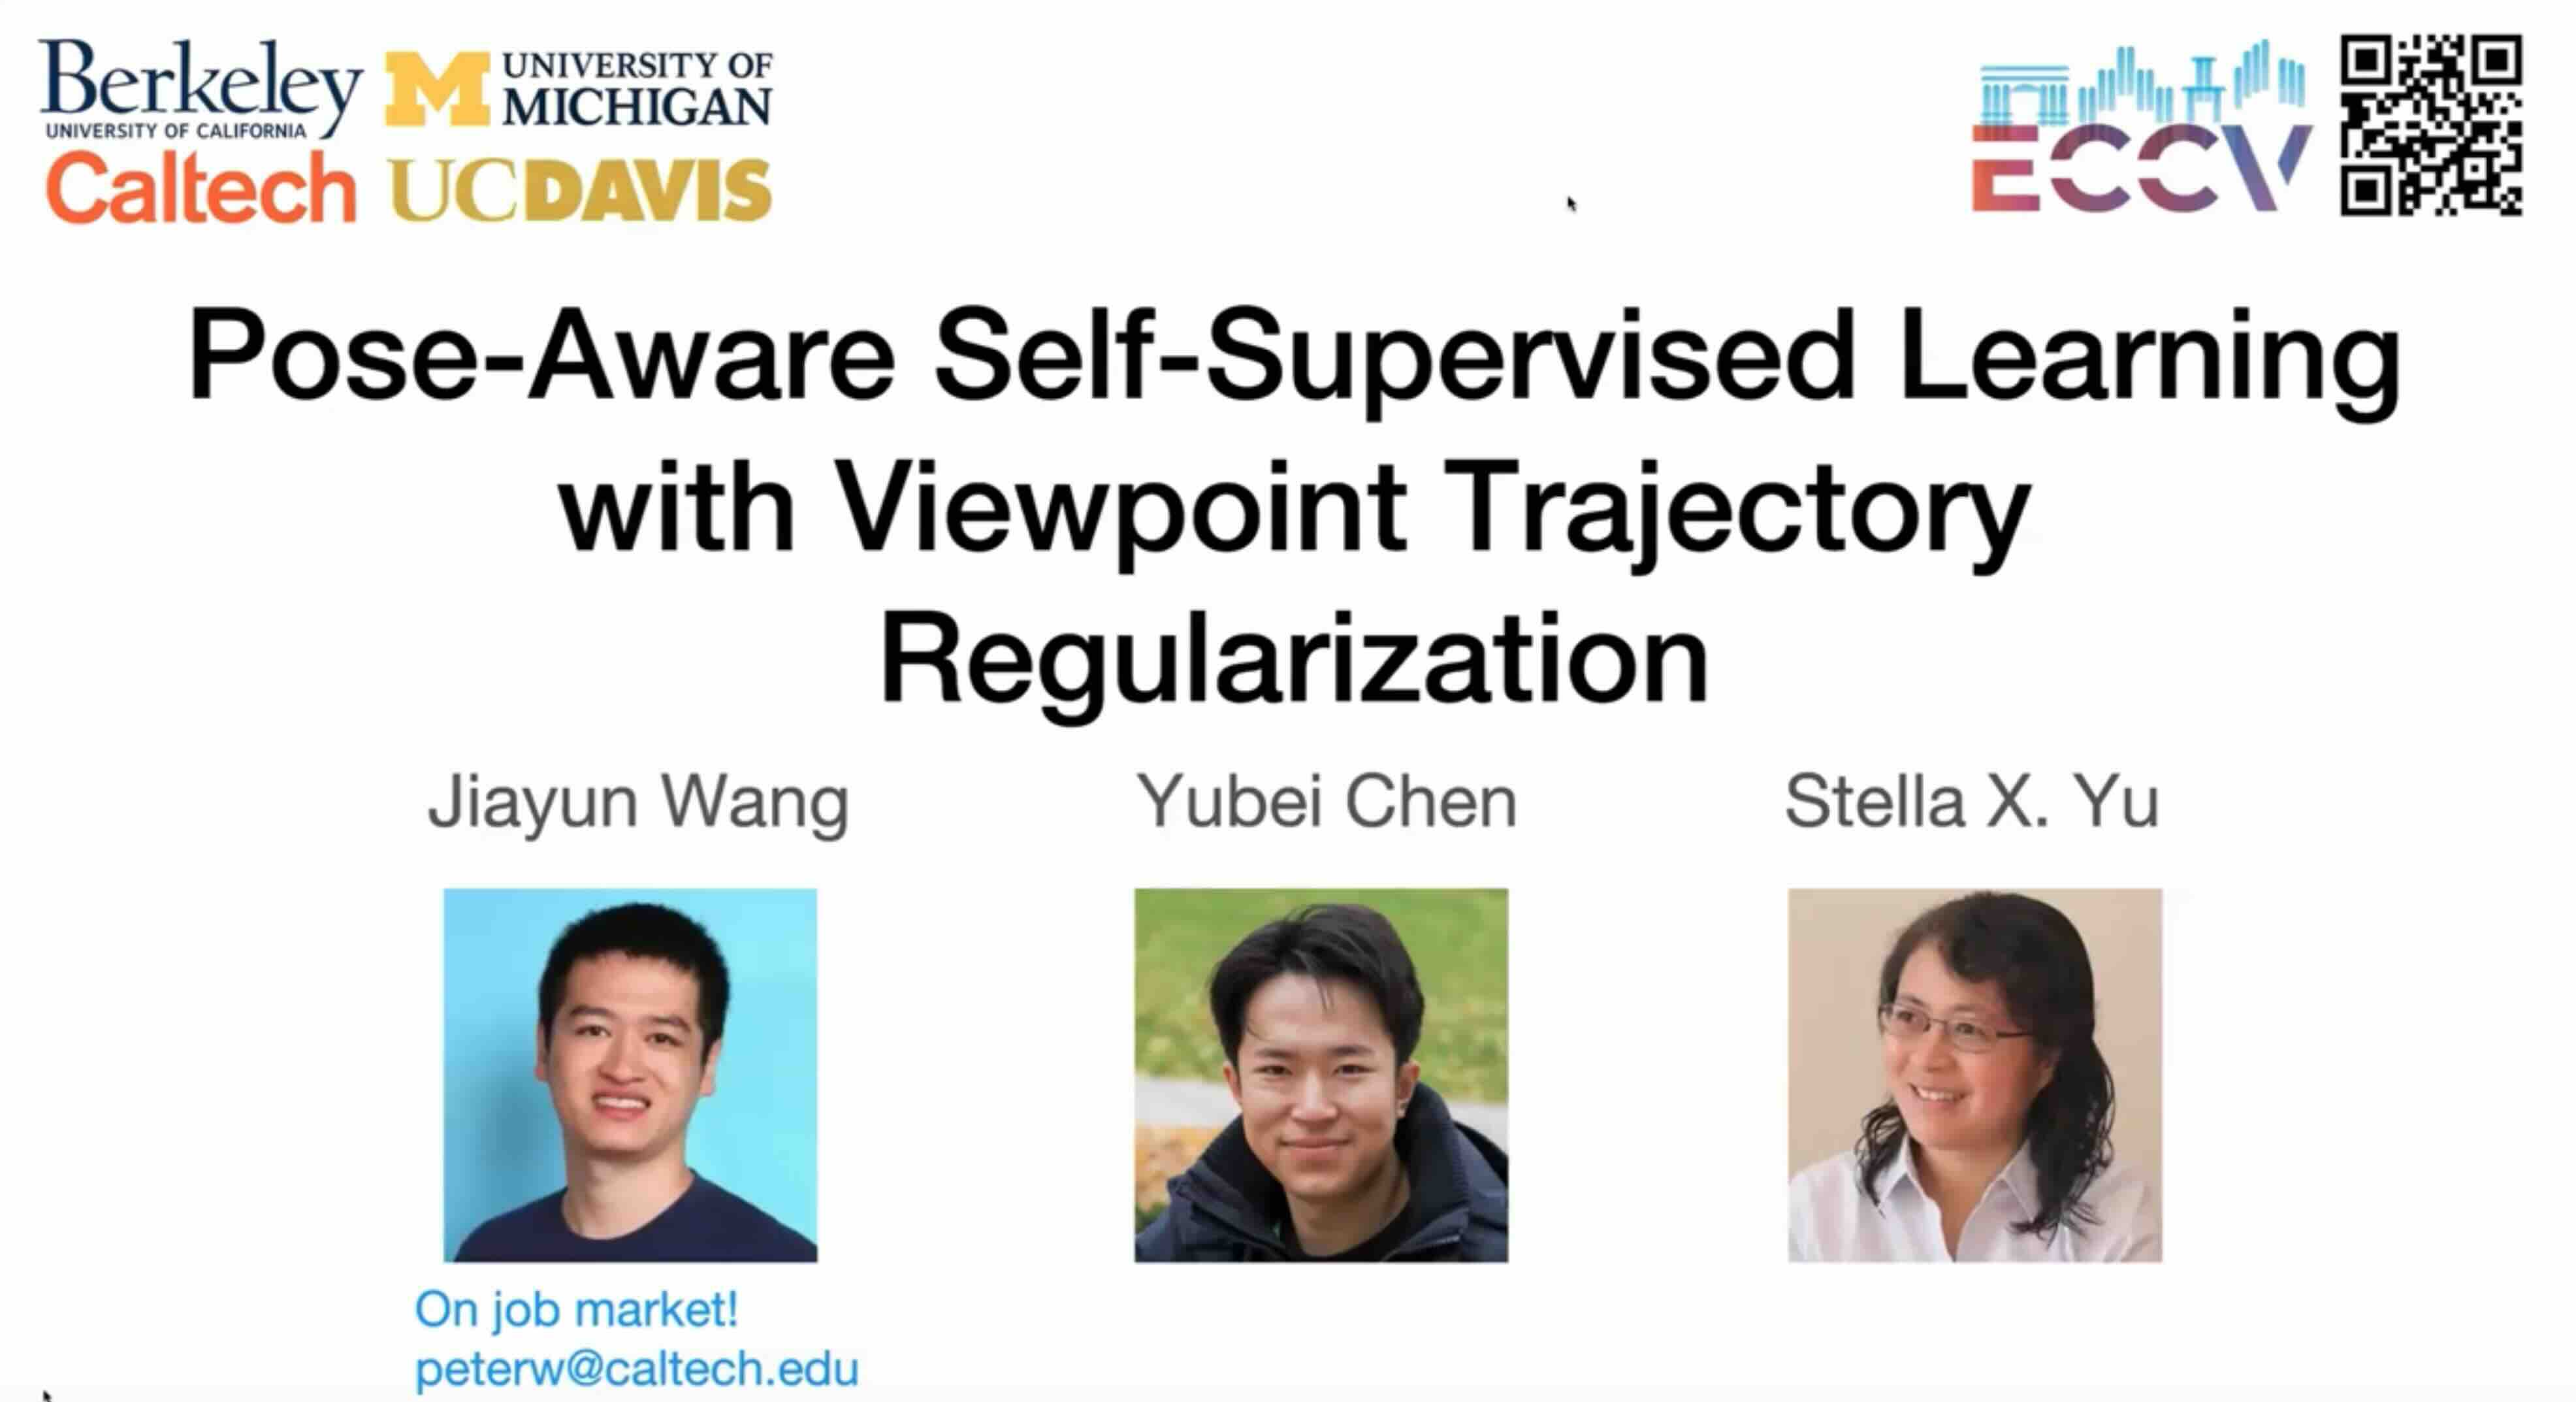 Berkeley
UNIVERSITY OF CALIFORNIA
M UNIVERSITY OF
MICHIGAN
Caltech
UCDAVIS
ECCV
Pose-Aware Self-Supervised Learning
with Viewpoint Trajectory
Regularization
Jiayun Wang
Yubei Chen
Stella X. Yu
On job market!
peterw@caltech.edu